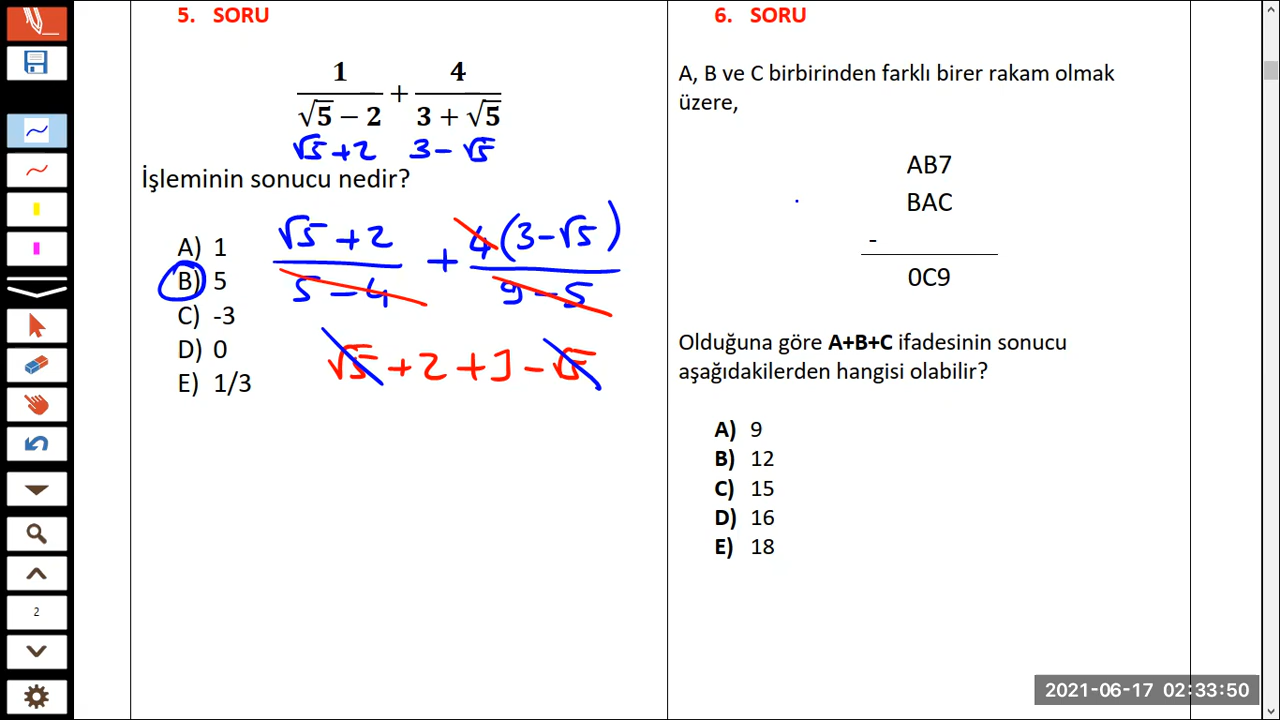 5. SORU
1/(√5 − 2) + 4/(3 + √5)
√5 + 2 3 − √5
İşleminin sonucu nedir?
A) 1
B) 5
C) -3
D) 0
E) 1/3
(√5 + 2)/(5 − 4) + 4(3 − √5)/(9 − 5)
√5 + 2 + 3 − √5
6. SORU
A, B ve C birbirinden farklı birer rakam olmak
üzere,
AB7
BAC
-
0C9
Olduğuna göre A+B+C ifadesinin sonucu
aşağıdakilerden hangisi olabilir?
A) 9
B) 12
C) 15
D) 16
E) 18
2
2021-06-17 02:33:50